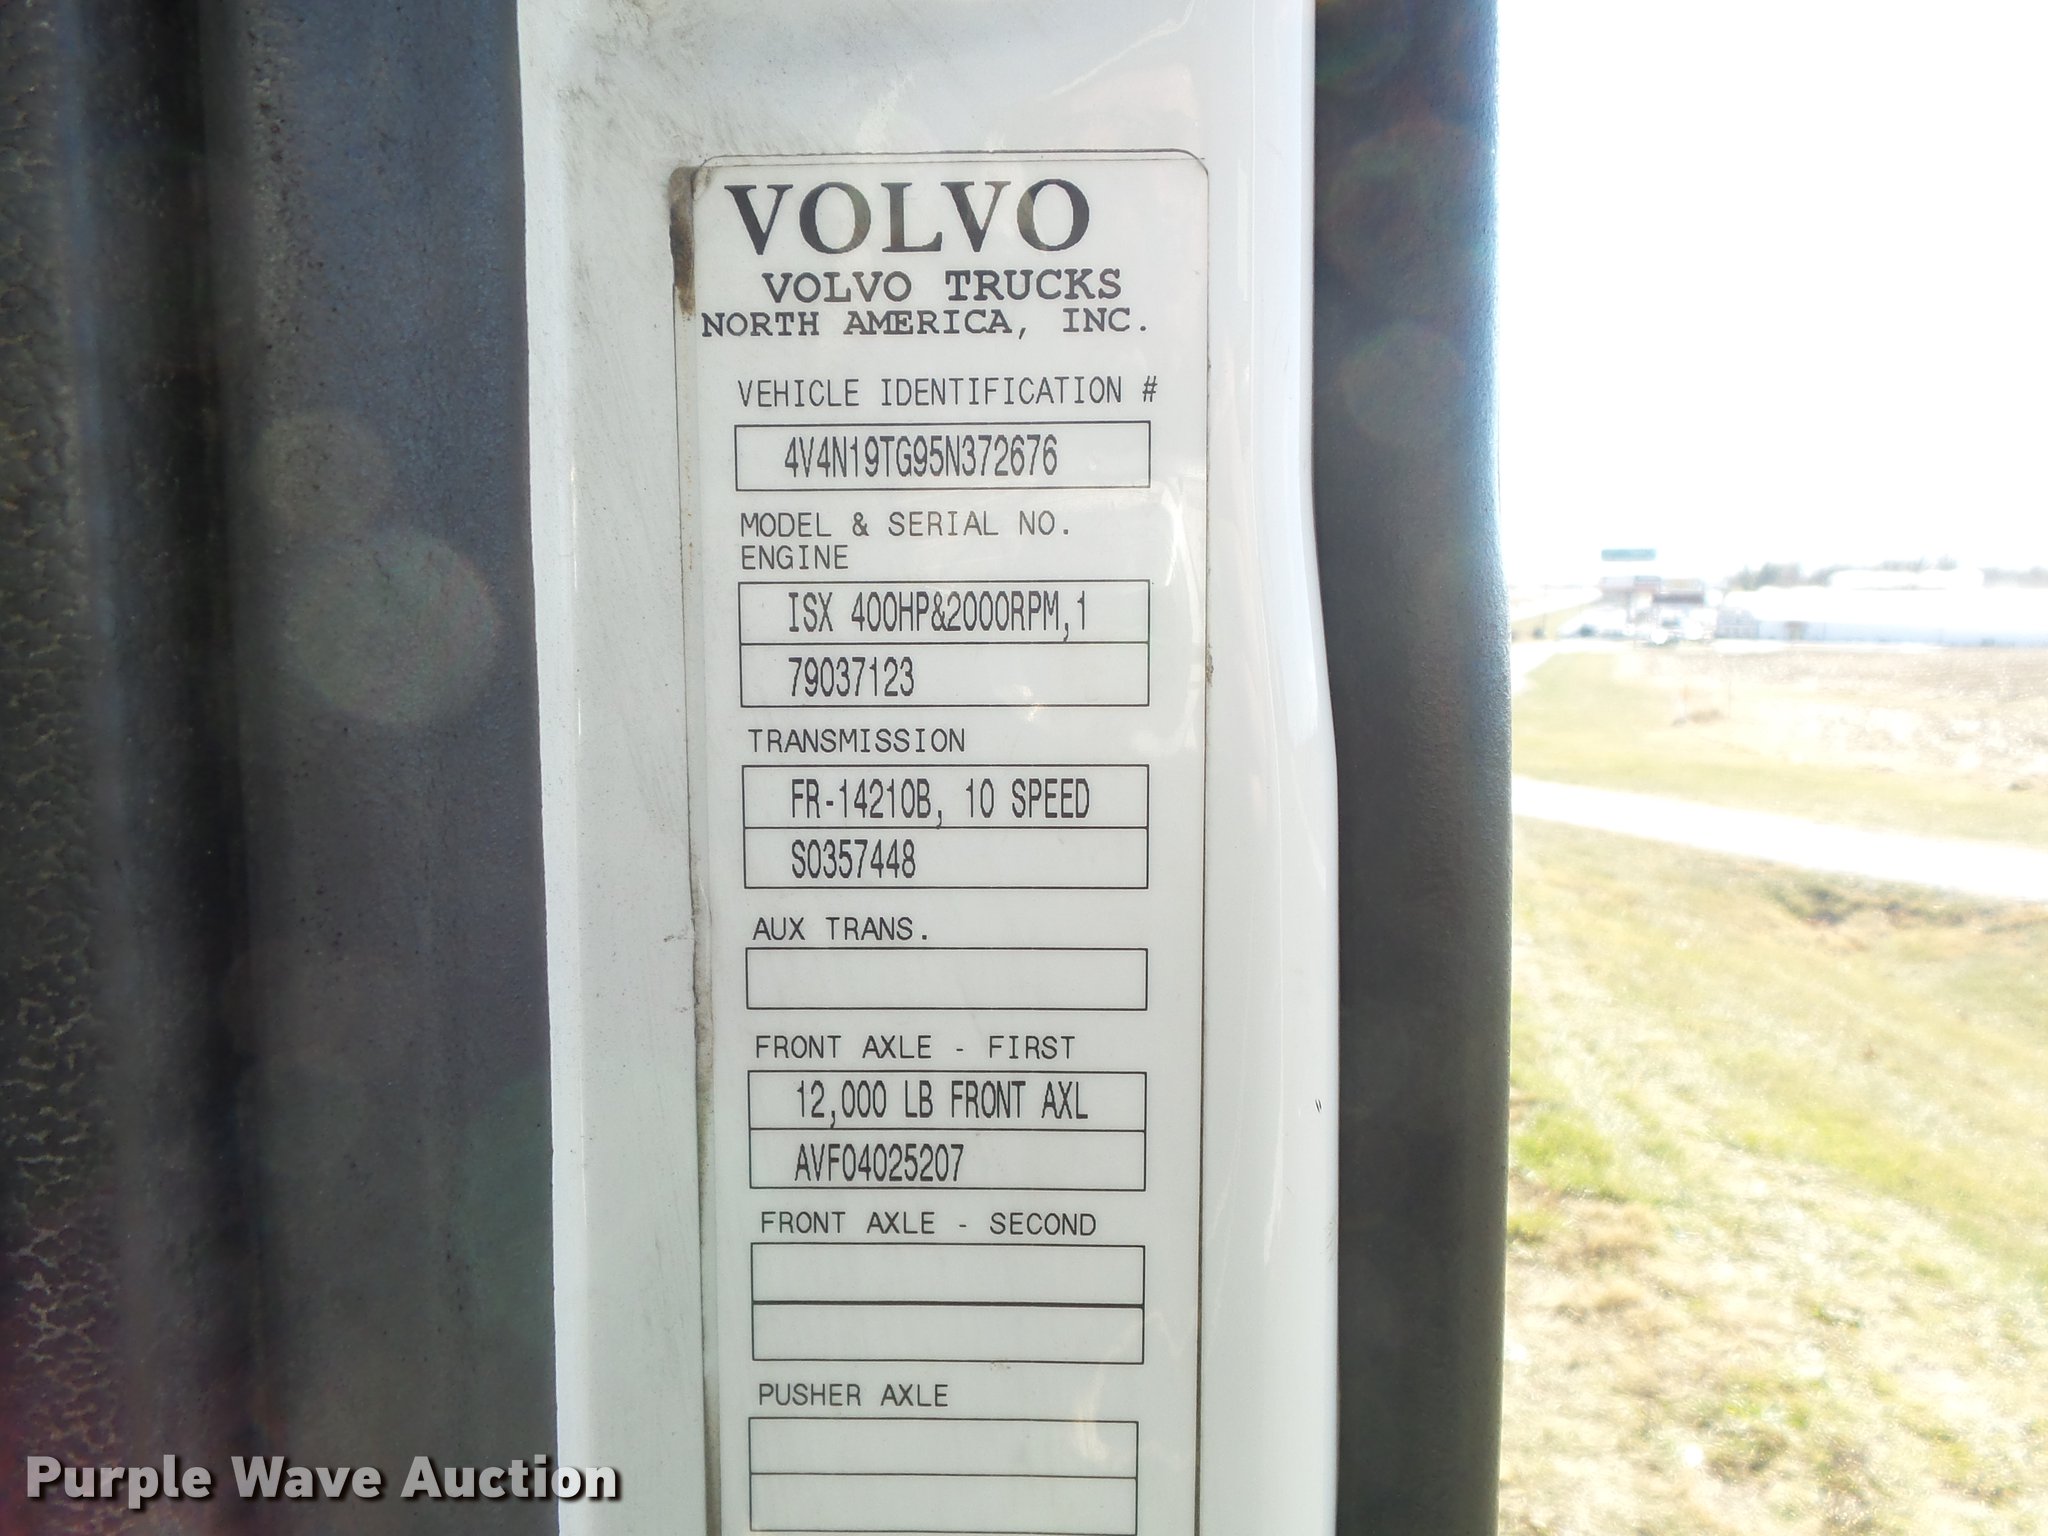 VOLVO
VOLVO TRUCKS
NORTH AMERICA, INC.
VEHICLE IDENTIFICATION #
4V4N19TG95N372676
MODEL & SERIAL NO.
ENGINE
ISX 400HP&2000RPM,1
79037123
TRANSMISSION
FR-14210B, 10 SPEED
S0357448
AUX TRANS.
FRONT AXLE - FIRST
12,000 LB FRONT AXL
AVF04025207
FRONT AXLE - SECOND
PUSHER AXLE
Purple Wave Auction